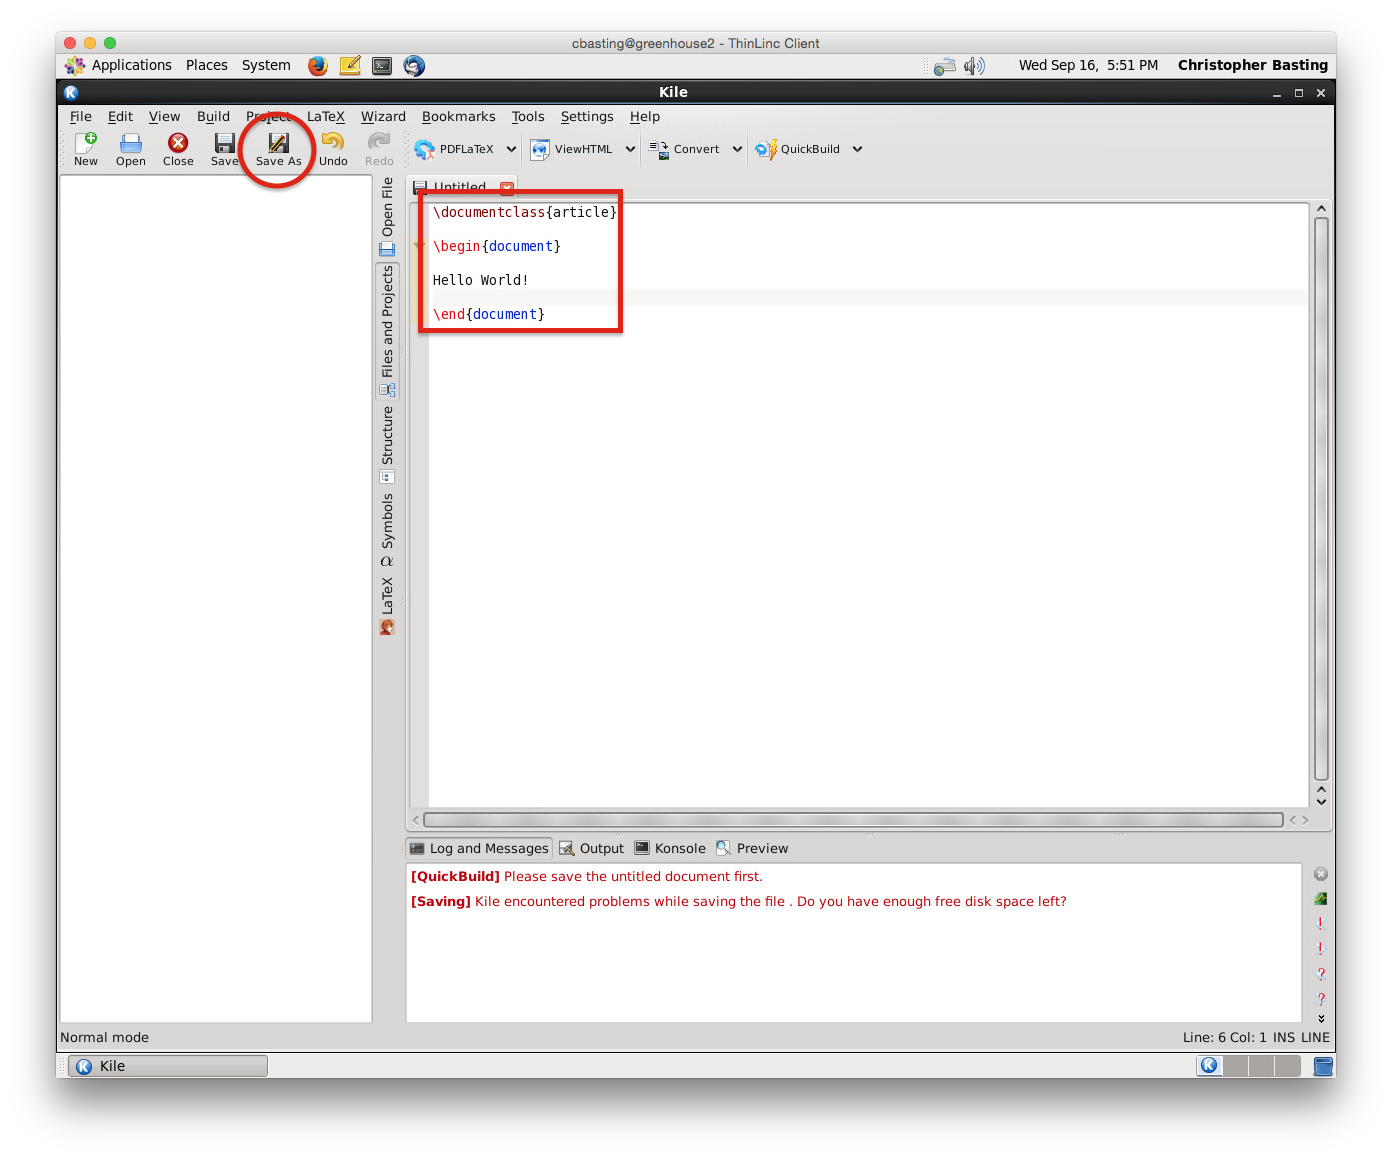 cbasting@greenhouse2 - ThinLinc Client
Applications Places System Wed Sep 16, 5:51 PM Christopher Basting
Kile
File Edit View Build Project LaTeX Wizard Bookmarks Tools Settings Help
New Open Close Save Save As Undo Redo PDFLaTeX ViewHTML Convert QuickBuild
Open File
Files and Projects
Structure
Symbols
LaTeX
Untitled
\documentclass{article}
\begin{document}
Hello World!
\end{document}
Log and Messages Output Konsole Preview
[QuickBuild] Please save the untitled document first.
[Saving] Kile encountered problems while saving the file . Do you have enough free disk space left?
Normal mode Line: 6 Col: 1 INS LINE
Kile